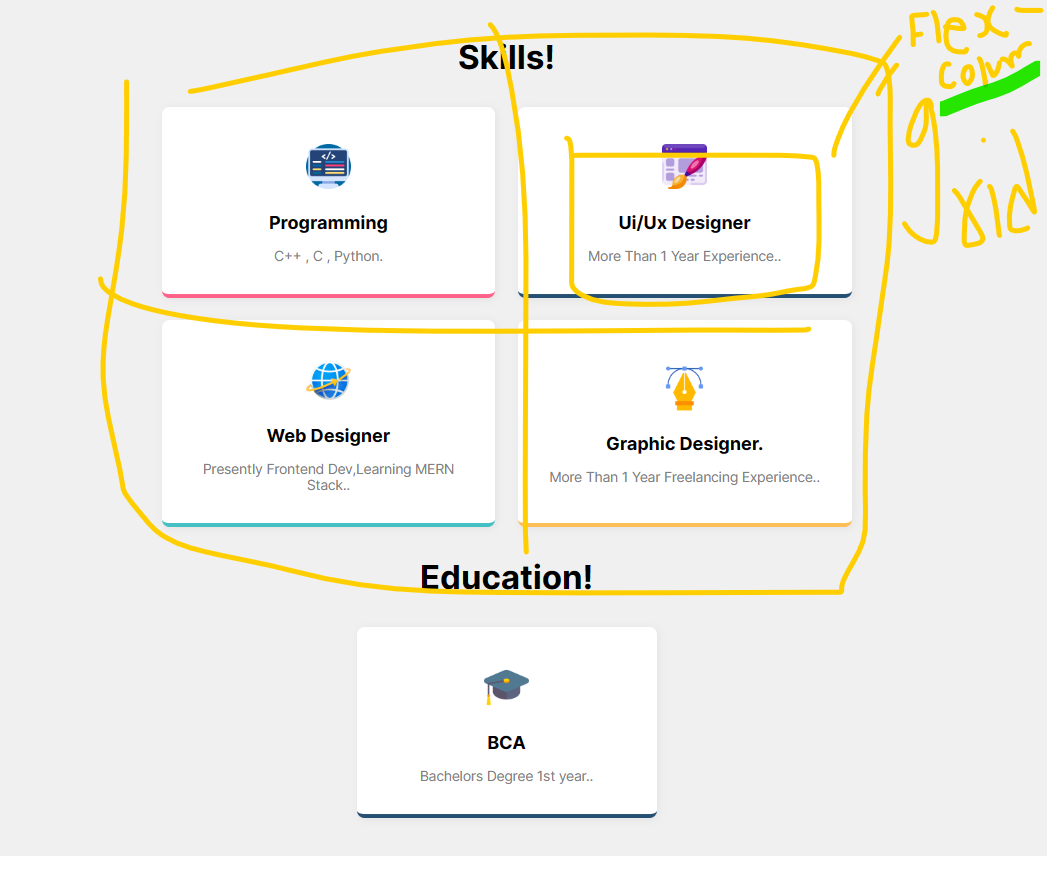 Skills!
Flex-
</>
Programming
C++ , C , Python.
Ui/Ux Designer
More Than 1 Year Experience..
grid
Web Designer
Presently Frontend Dev,Learning MERN
Stack..
Graphic Designer.
More Than 1 Year Freelancing Experience..
Education!
BCA
Bachelors Degree 1st year..